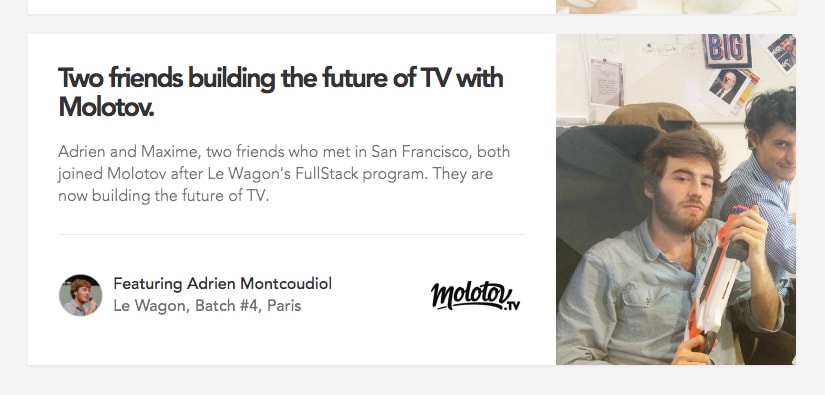 Two friends building the future of TV with
Molotov.
Adrien and Maxime, two friends who met in San Francisco, both
joined Molotov after Le Wagon's FullStack program. They are
now building the future of TV.
Featuring Adrien Montcoudiol
Le Wagon, Batch #4, Paris
molotov.tv
BIG